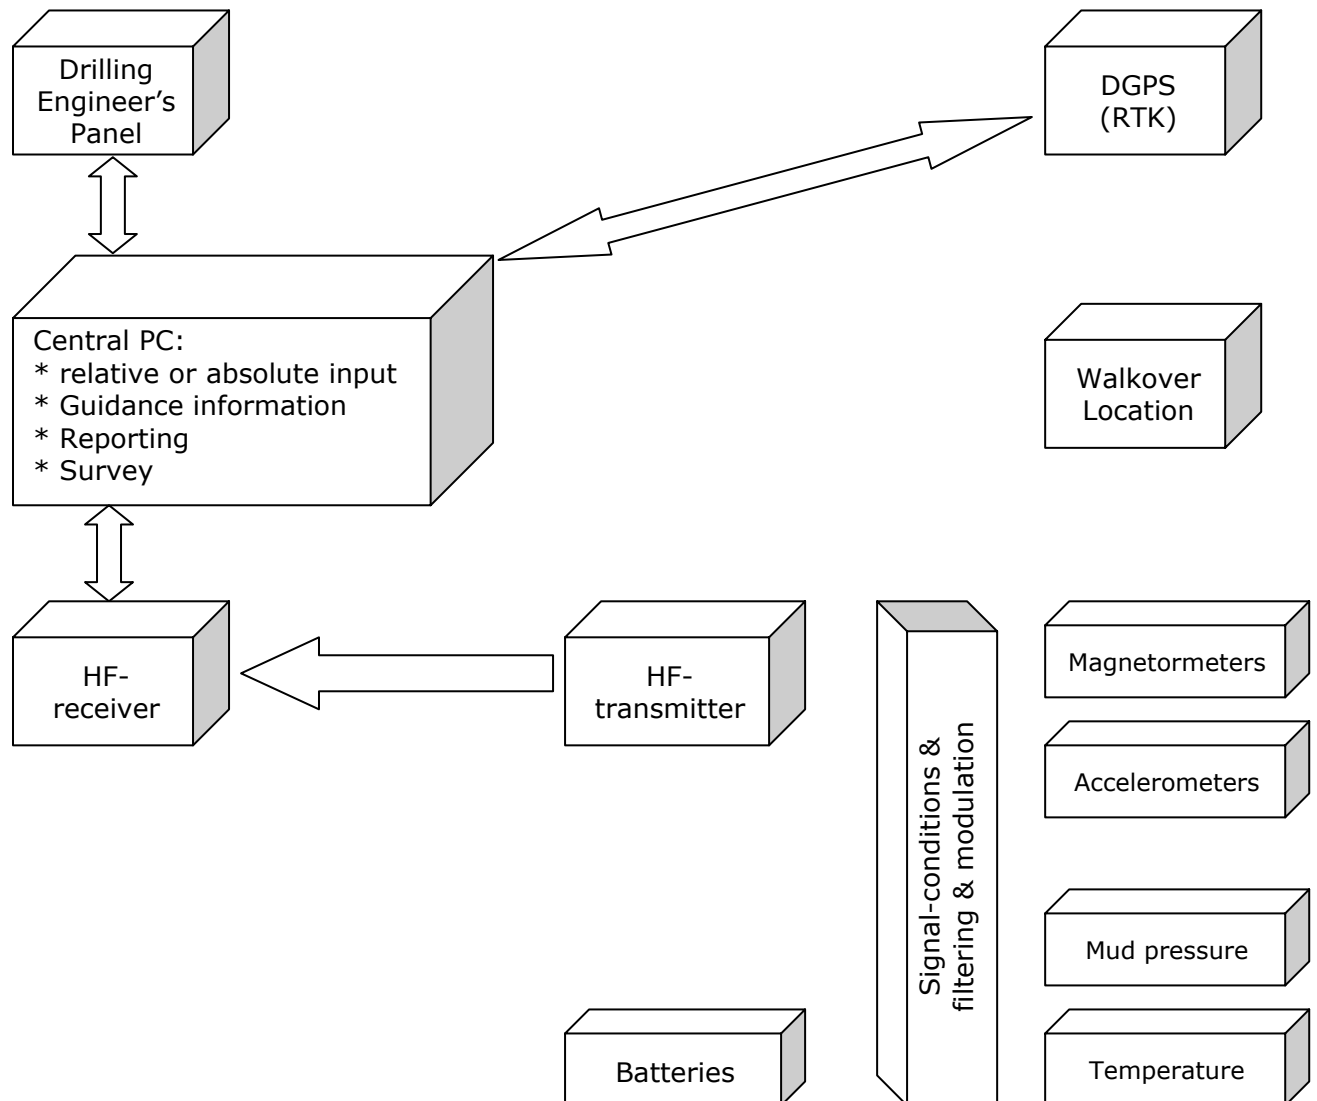 Drilling
Engineer’s
Panel
DGPS
(RTK)
Central PC:
* relative or absolute input
* Guidance information
* Reporting
* Survey
Walkover
Location
HF-
receiver
HF-
transmitter
Signal-conditions &
filtering & modulation
Magnetormeters
Accelerometers
Mud pressure
Batteries
Temperature